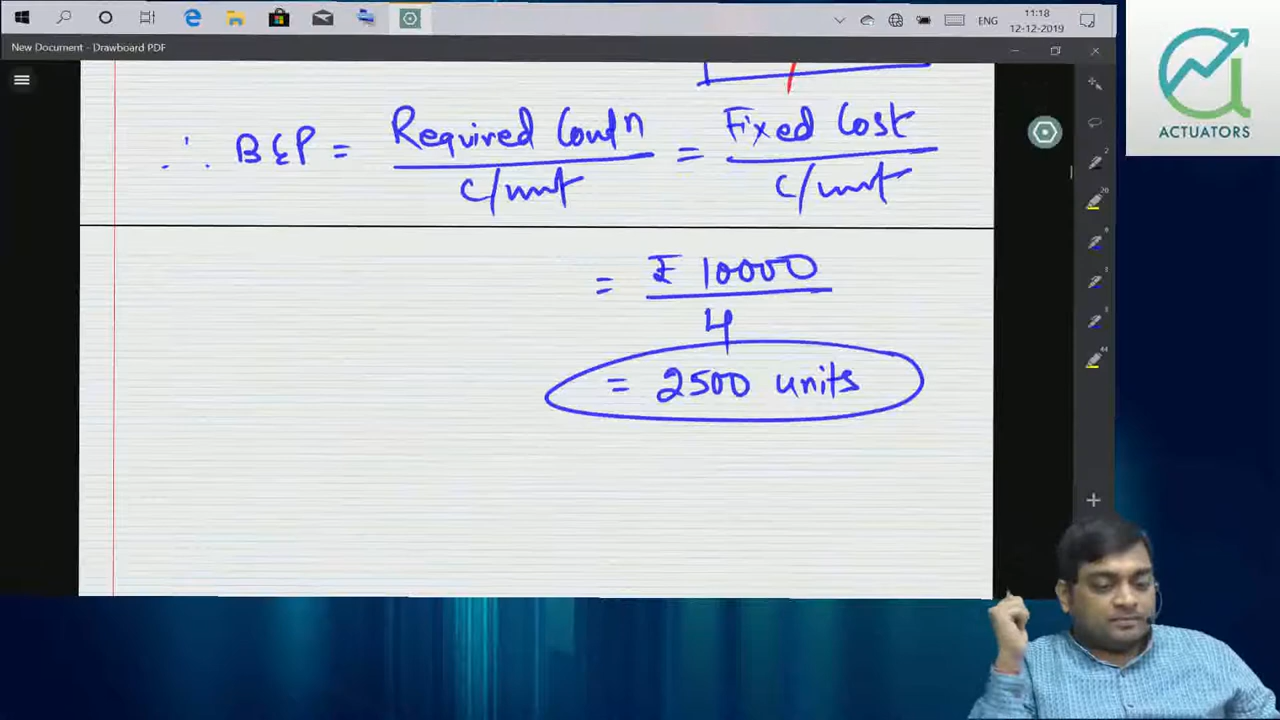 11:18
ENG
12-12-2019
New Document - Drawboard PDF
ACTUATORS
∴ BEP = Required Contn / C/unit = Fixed Cost / C/unit
= ₹ 10000 / 4
= 2500 units